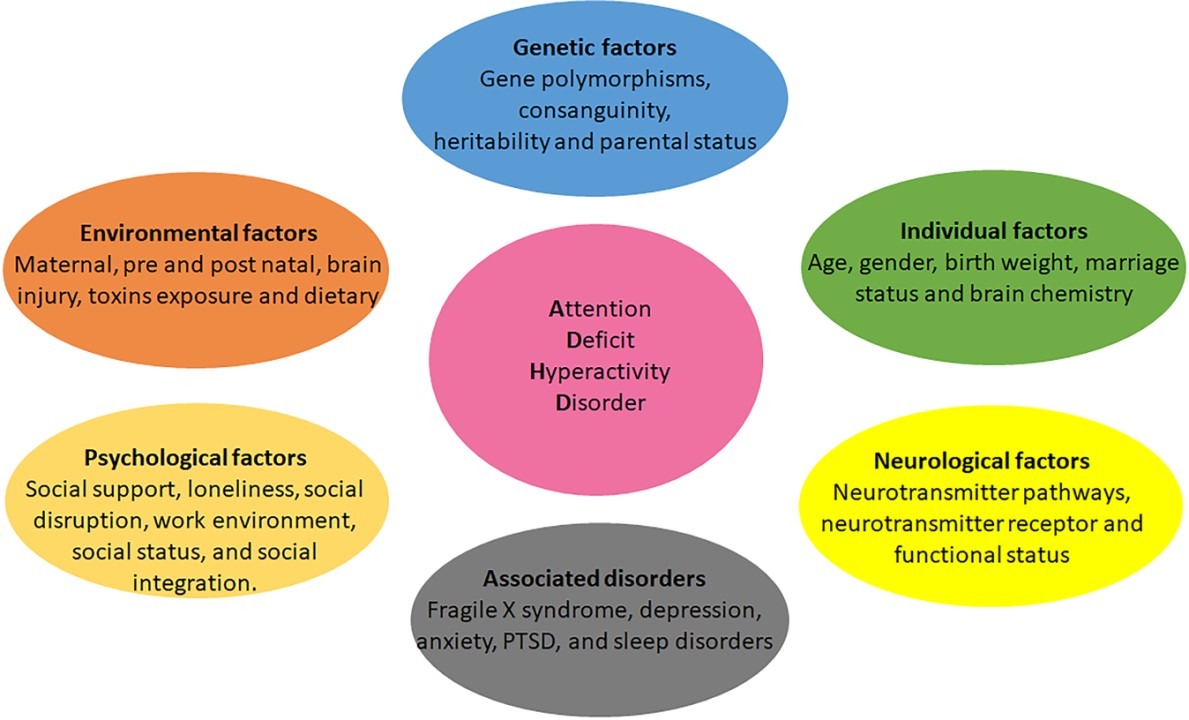 Genetic factors
Gene polymorphisms,
consanguinity,
heritability and parental status
Environmental factors
Maternal, pre and post natal, brain
injury, toxins exposure and dietary
Individual factors
Age, gender, birth weight, marriage
status and brain chemistry
Attention
Deficit
Hyperactivity
Disorder
Psychological factors
Social support, loneliness, social
disruption, work environment,
social status, and social
integration.
Neurological factors
Neurotransmitter pathways,
neurotransmitter receptor and
functional status
Associated disorders
Fragile X syndrome, depression,
anxiety, PTSD, and sleep disorders